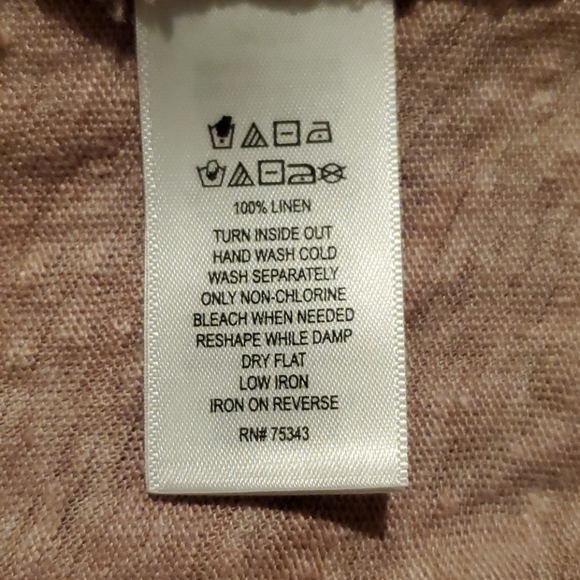 100% LINEN
TURN INSIDE OUT
HAND WASH COLD
WASH SEPARATELY
ONLY NON-CHLORINE
BLEACH WHEN NEEDED
RESHAPE WHILE DAMP
DRY FLAT
LOW IRON
IRON ON REVERSE
RN# 75343